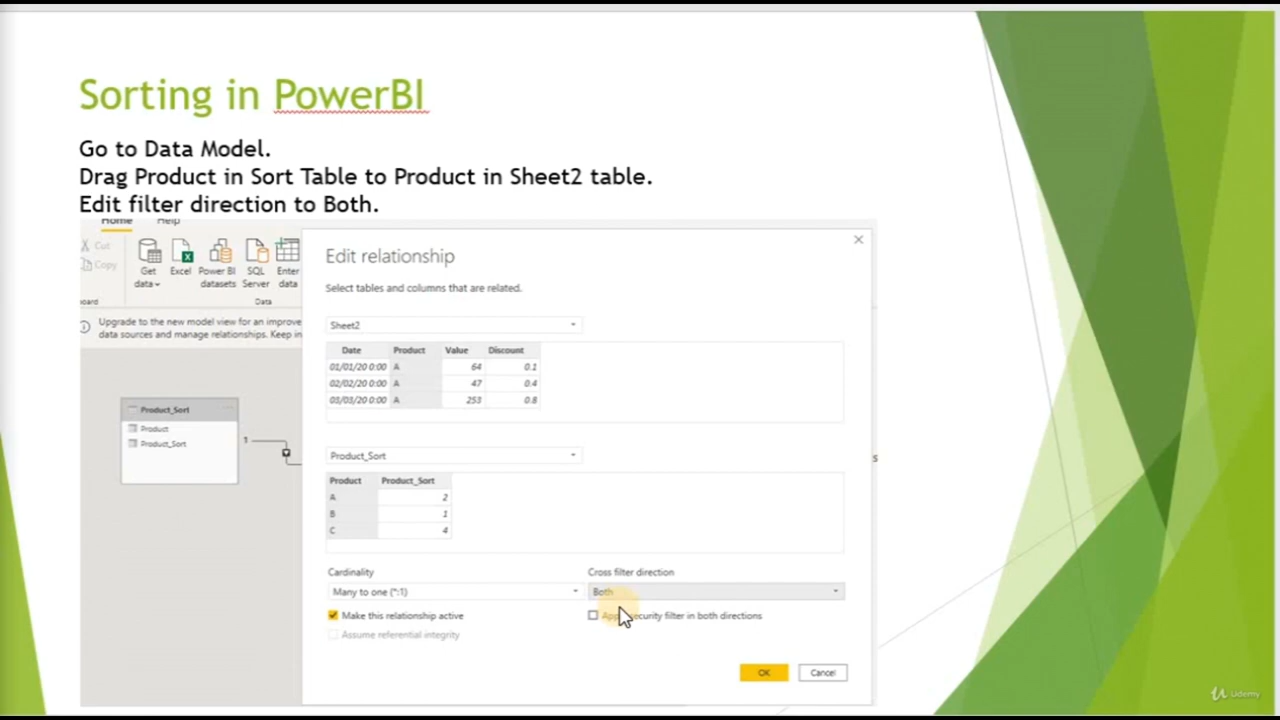 Sorting in PowerBI
Go to Data Model.
Drag Product in Sort Table to Product in Sheet2 table.
Edit filter direction to Both.
Home Help
Cut
Copy
Get data
Excel
Power BI datasets
SQL Server
Enter data
Data
Upgrade to the new model view for an improve
data sources and manage relationships. Keep in
Product_Sort
Product
Product_Sort
1
Edit relationship
Select tables and columns that are related.
Sheet2
Date Product Value Discount
01/01/20 0:00 A 64 0.1
02/02/20 0:00 A 47 0.4
03/03/20 0:00 A 253 0.8
Product_Sort
Product Product_Sort
A 2
B 1
C 4
Cardinality
Many to one (*:1)
Cross filter direction
Both
Make this relationship active
security filter in both directions
Assume referential integrity
OK Cancel
Udemy